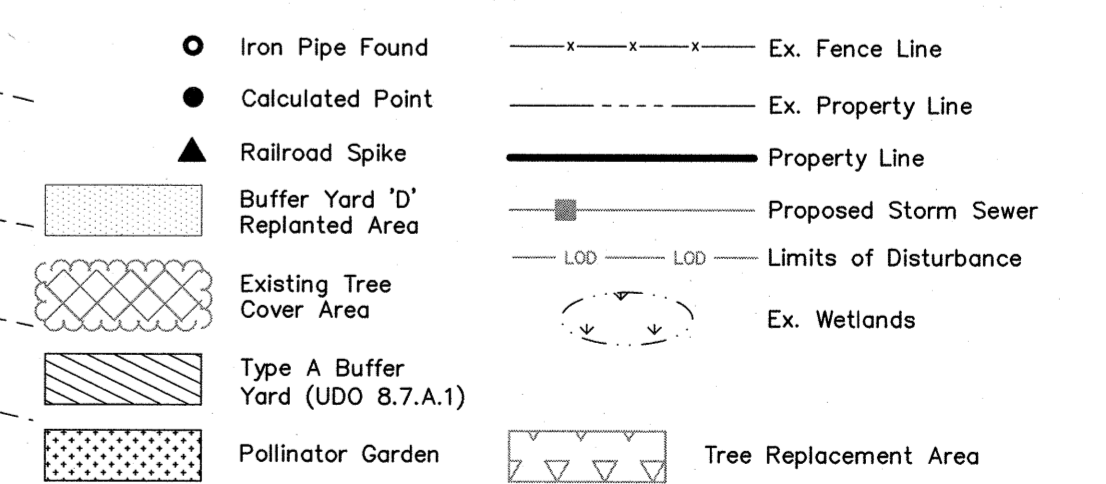 Iron Pipe Found
Calculated Point
Railroad Spike
Buffer Yard 'D'
Replanted Area
Existing Tree
Cover Area
Type A Buffer
Yard (UDO 8.7.A.1)
Pollinator Garden
x x x Ex. Fence Line
Ex. Property Line
Property Line
Proposed Storm Sewer
LOD LOD Limits of Disturbance
Ex. Wetlands
Tree Replacement Area